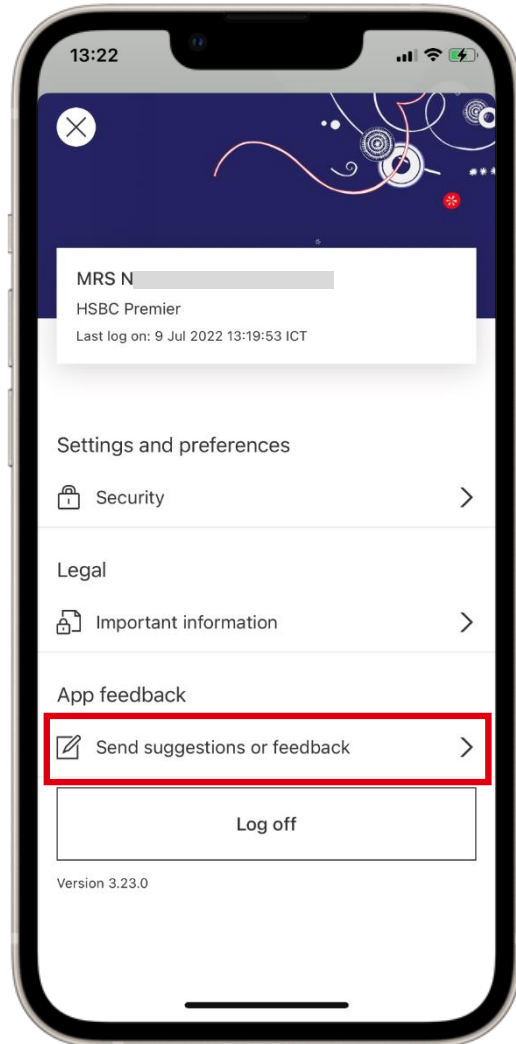 13:22
MRS N
HSBC Premier
Last log on: 9 Jul 2022 13:19:53 ICT
Settings and preferences
Security
Legal
Important information
App feedback
Send suggestions or feedback
Log off
Version 3.23.0